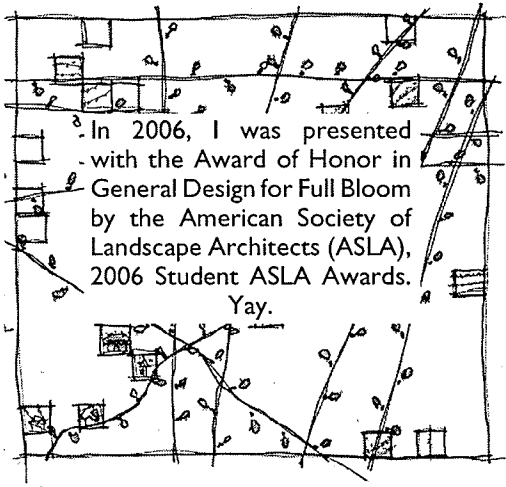 In 2006, I was presented
with the Award of Honor in
General Design for Full Bloom
by the American Society of
Landscape Architects (ASLA),
2006 Student ASLA Awards.
Yay.